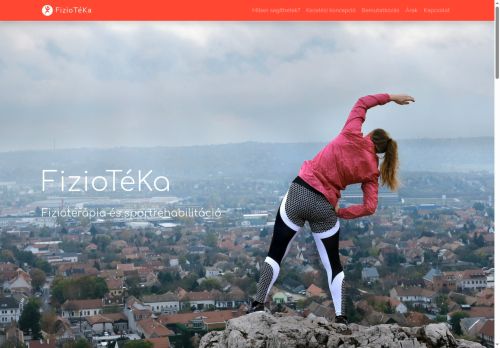 FizioTéKa
Miben segíthetek? Kezelési koncepció Bemutatkozás Árak Kapcsolat
FizioTéKa
Fizioterápia és sportrehabilitáció